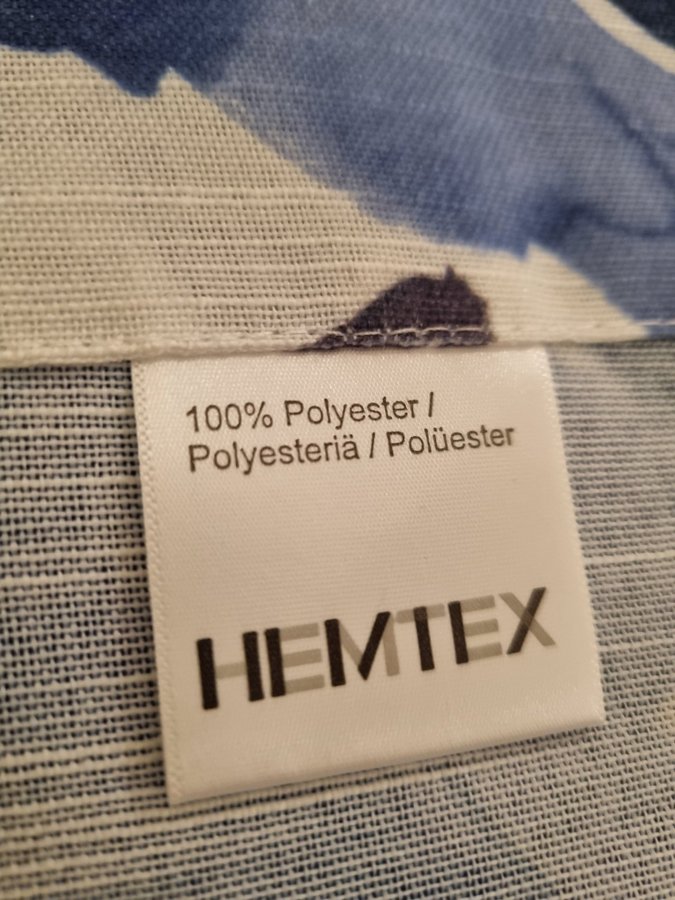 100% Polyester /
Polyesteriä / Polüester
HEMTEX